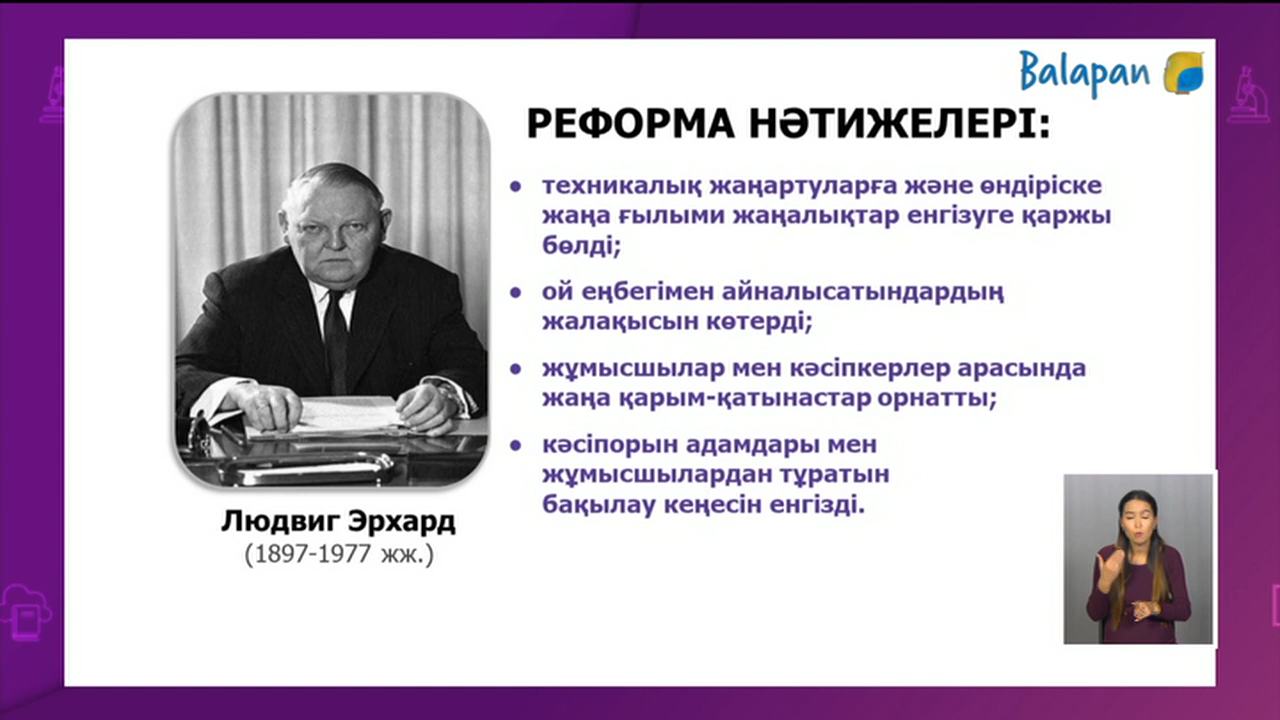 Balapan
РЕФОРМА НӘТИЖЕЛЕРІ:
• техникалық жаңартуларға және өндіріске
жаңа ғылыми жаңалықтар енгізуге қаржы
бөлді;
• ой еңбегімен айналысатындардың
жалақысын көтерді;
• жұмысшылар мен кәсіпкерлер арасында
жаңа қарым-қатынастар орнатты;
• кәсіпорын адамдары мен
жұмысшылардан тұратын
бақылау кеңесін енгізді.
Людвиг Эрхард
(1897-1977 жж.)